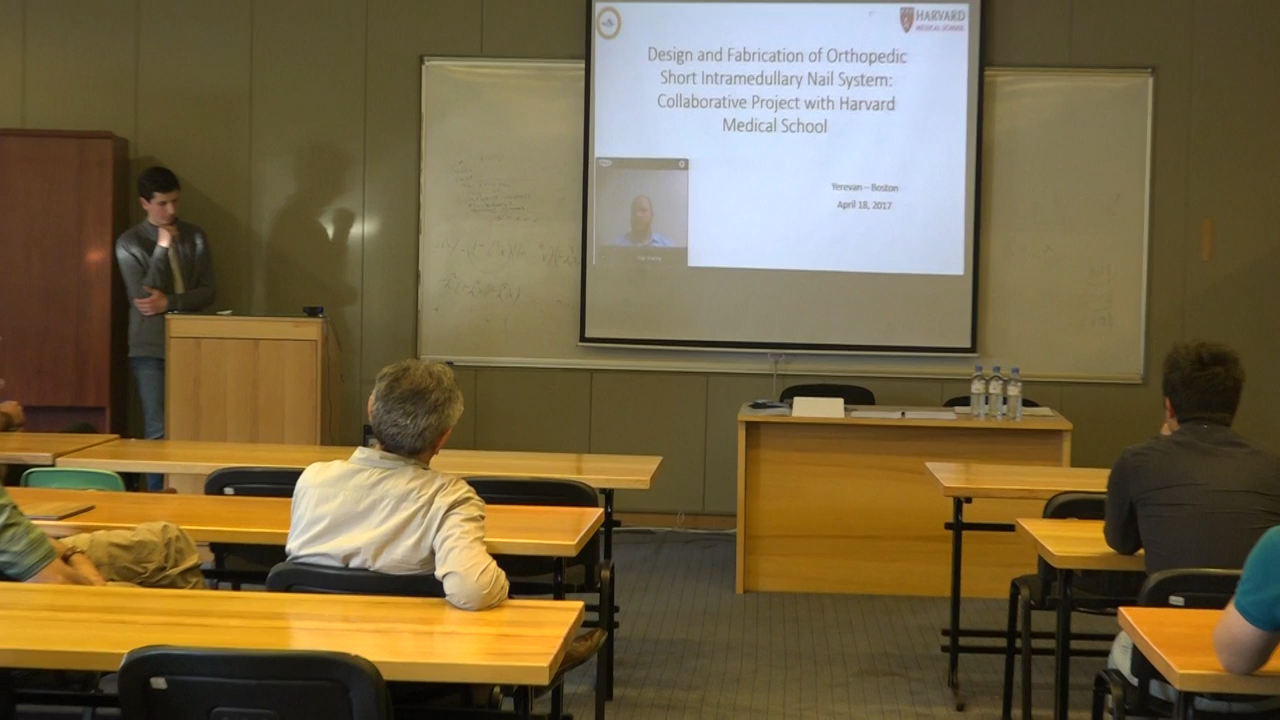 HARVARD
MEDICAL SCHOOL
Design and Fabrication of Orthopedic
Short Intramedullary Nail System:
Collaborative Project with Harvard
Medical School
Yerevan – Boston
April 18, 2017